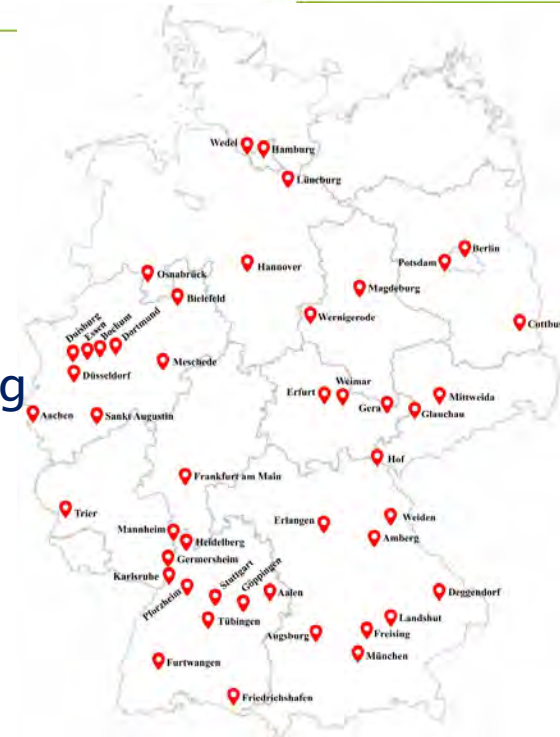 Wedel
Hamburg
Lüneburg
Berlin
Potsdam
Hannover
Osnabrück
Magdeburg
Bielefeld
Wernigerode
Cottbus
Duisburg
Essen
Bochum
Dortmund
Meschede
Düsseldorf
Erfurt
Weimar
Gera
Mittweida
Glauchau
g
Aachen
Sankt Augustin
Hof
Frankfurt am Main
Trier
Erlangen
Weiden
Amberg
Mannheim
Heidelberg
Germersheim
Karlsruhe
Pforzheim
Stuttgart
Göppingen
Aalen
Deggendorf
Tübingen
Landshut
Freising
Augsburg
München
Furtwangen
Friedrichshafen